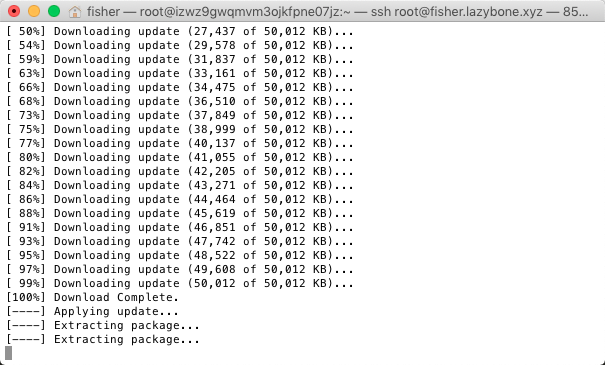 fisher — root@izwz9gwqmvm3ojkfpne07jz:~ — ssh root@fisher.lazybone.xyz — 85...
[ 50%] Downloading update (27,437 of 50,012 KB)...
[ 54%] Downloading update (29,578 of 50,012 KB)...
[ 59%] Downloading update (31,837 of 50,012 KB)...
[ 63%] Downloading update (33,161 of 50,012 KB)...
[ 66%] Downloading update (34,475 of 50,012 KB)...
[ 68%] Downloading update (36,510 of 50,012 KB)...
[ 73%] Downloading update (37,849 of 50,012 KB)...
[ 75%] Downloading update (38,999 of 50,012 KB)...
[ 77%] Downloading update (40,137 of 50,012 KB)...
[ 80%] Downloading update (41,055 of 50,012 KB)...
[ 82%] Downloading update (42,205 of 50,012 KB)...
[ 84%] Downloading update (43,271 of 50,012 KB)...
[ 86%] Downloading update (44,464 of 50,012 KB)...
[ 88%] Downloading update (45,619 of 50,012 KB)...
[ 91%] Downloading update (46,851 of 50,012 KB)...
[ 93%] Downloading update (47,742 of 50,012 KB)...
[ 95%] Downloading update (48,522 of 50,012 KB)...
[ 97%] Downloading update (49,608 of 50,012 KB)...
[ 99%] Downloading update (50,012 of 50,012 KB)...
[100%] Download Complete.
[----] Applying update...
[----] Extracting package...
[----] Extracting package...